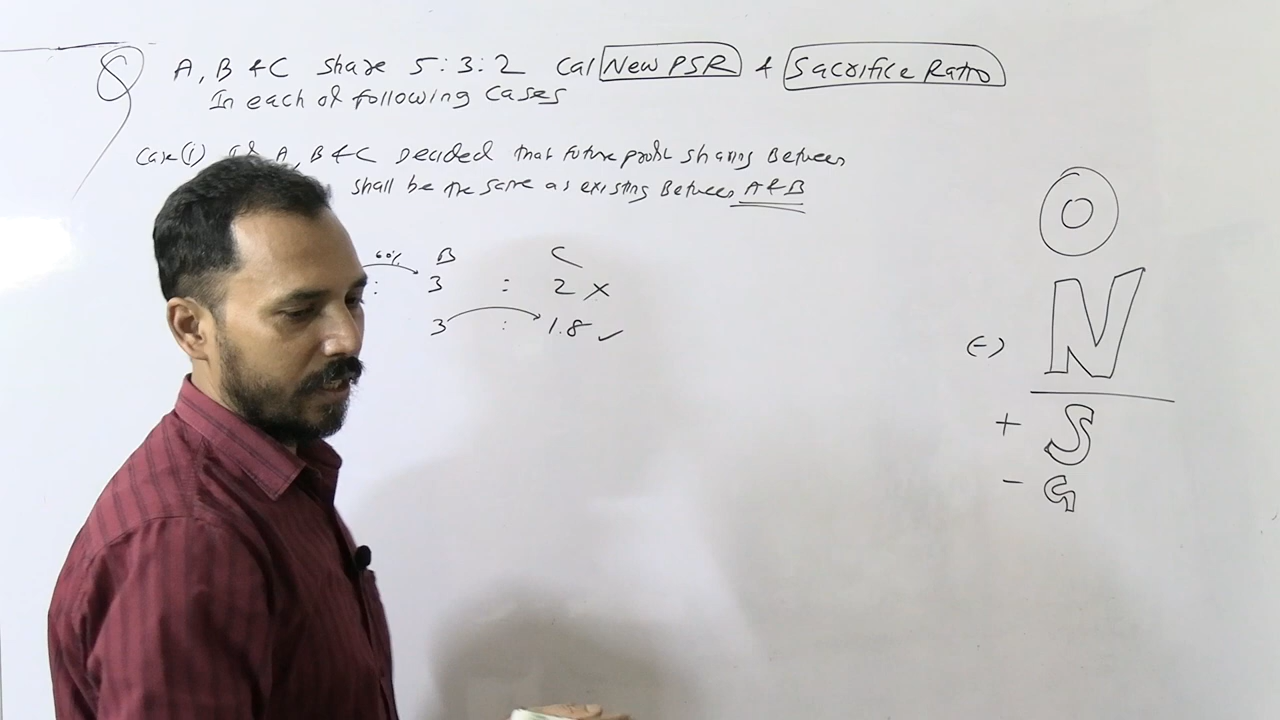 Q A, B & C share 5:3:2 Cal New PSR & Sacrifice Ratio
In each of following cases
Case (1) If A, B & C Decided that future profit sharing Between
shall be the same as existing Between A & B
60% B C
: 3 : 2 ×
3 : 1.8 ✓
O
(-) N
+ S
- G